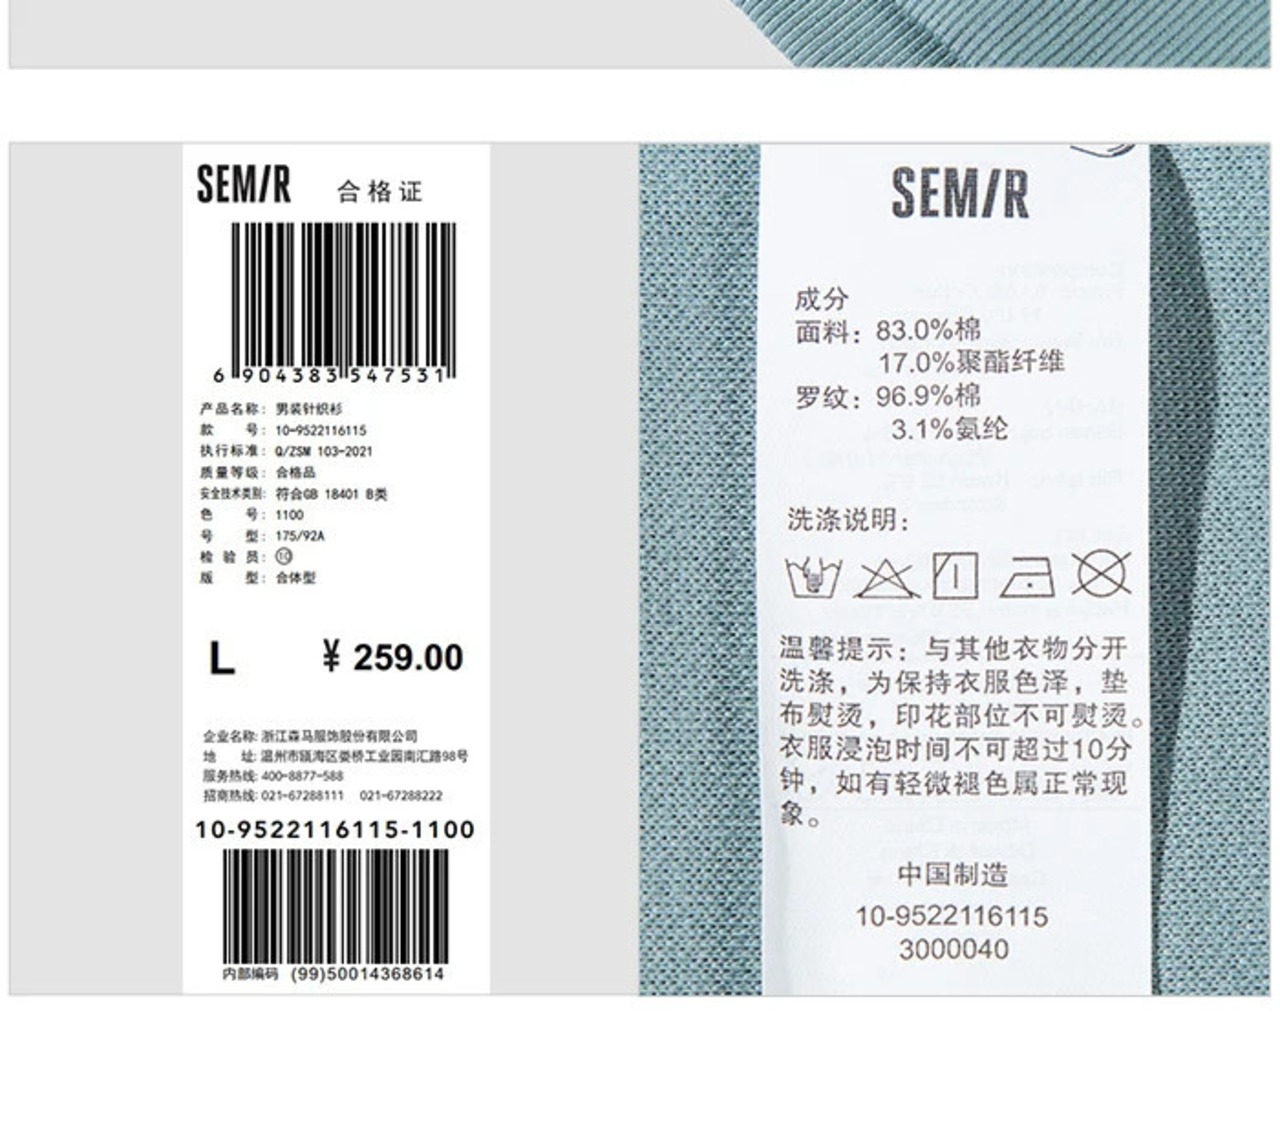 SEMIR 合格证
6 904383 547531
产品名称: 男装针织衫
款 号: 10-9522116115
执行标准: Q/ZSM 103-2021
质量等级: 合格品
安全技术类别: 符合GB 18401 B类
色 号: 1100
号 型: 175/92A
检 验 员: 10
版 型: 合体型
L ¥ 259.00
企业名称: 浙江森马服饰股份有限公司
地 址: 温州市瓯海区娄桥工业园南汇路98号
服务热线: 400-8877-588
招商热线: 021-67288111 021-67288222
10-9522116115-1100
内部编码 (99)50014368614
SEMIR
成分
面料: 83.0%棉
17.0%聚酯纤维
罗纹: 96.9%棉
3.1%氨纶
洗涤说明:
温馨提示: 与其他衣物分开
洗涤, 为保持衣服色泽, 垫
布熨烫, 印花部位不可熨烫。
衣服浸泡时间不可超过10分
钟, 如有轻微褪色属正常现
象。
中国制造
10-9522116115
3000040